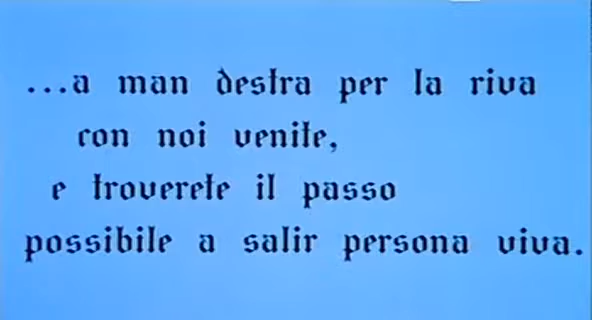 ...a man destra per la riva
con noi venite,
e troverete il passo
possibile a salir persona viva.